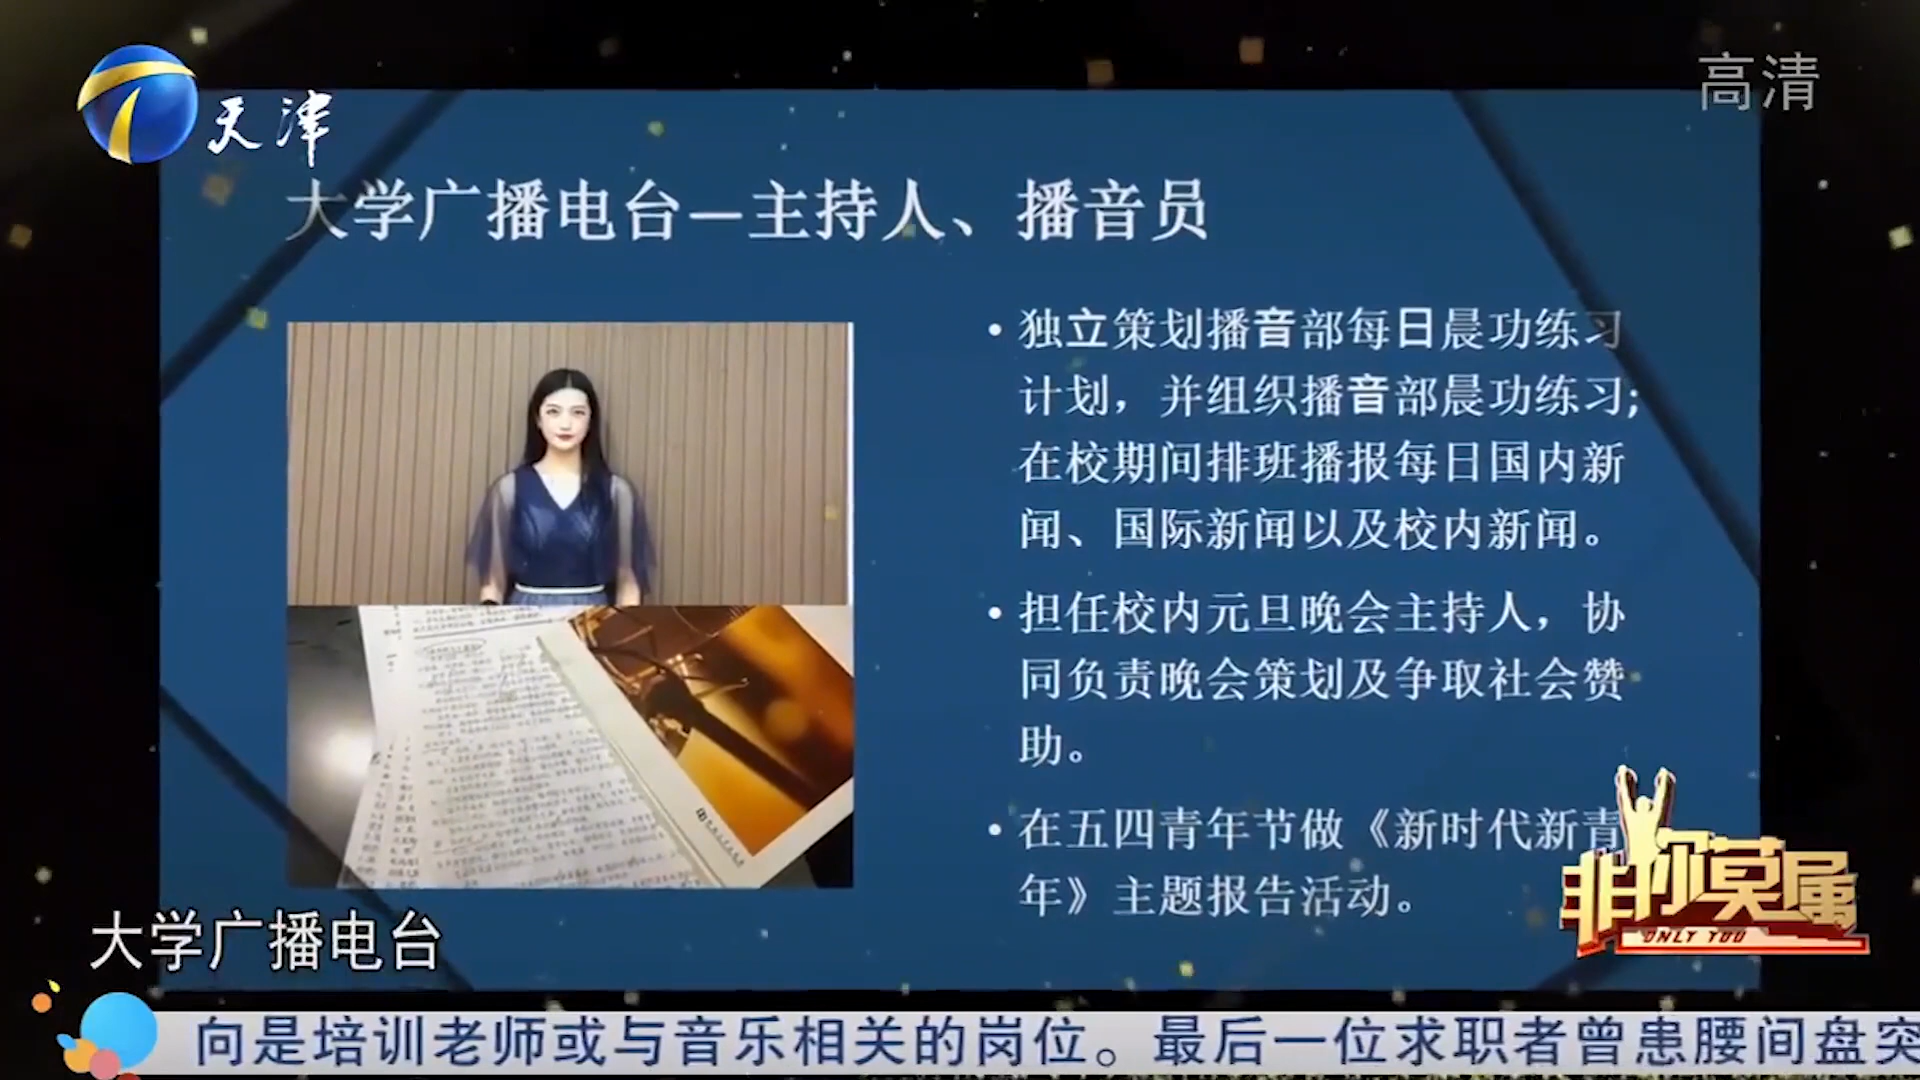 天津
高清
大学广播电台—主持人、播音员
• 独立策划播音部每日晨功练习
计划，并组织播音部晨功练习;
在校期间排班播报每日国内新
闻、国际新闻以及校内新闻。
• 担任校内元旦晚会主持人，协
同负责晚会策划及争取社会赞
助。
• 在五四青年节做《新时代新青
年》主题报告活动。
非你莫属
ONLY YOU
大学广播电台
向是培训老师或与音乐相关的岗位。最后一位求职者曾患腰间盘突